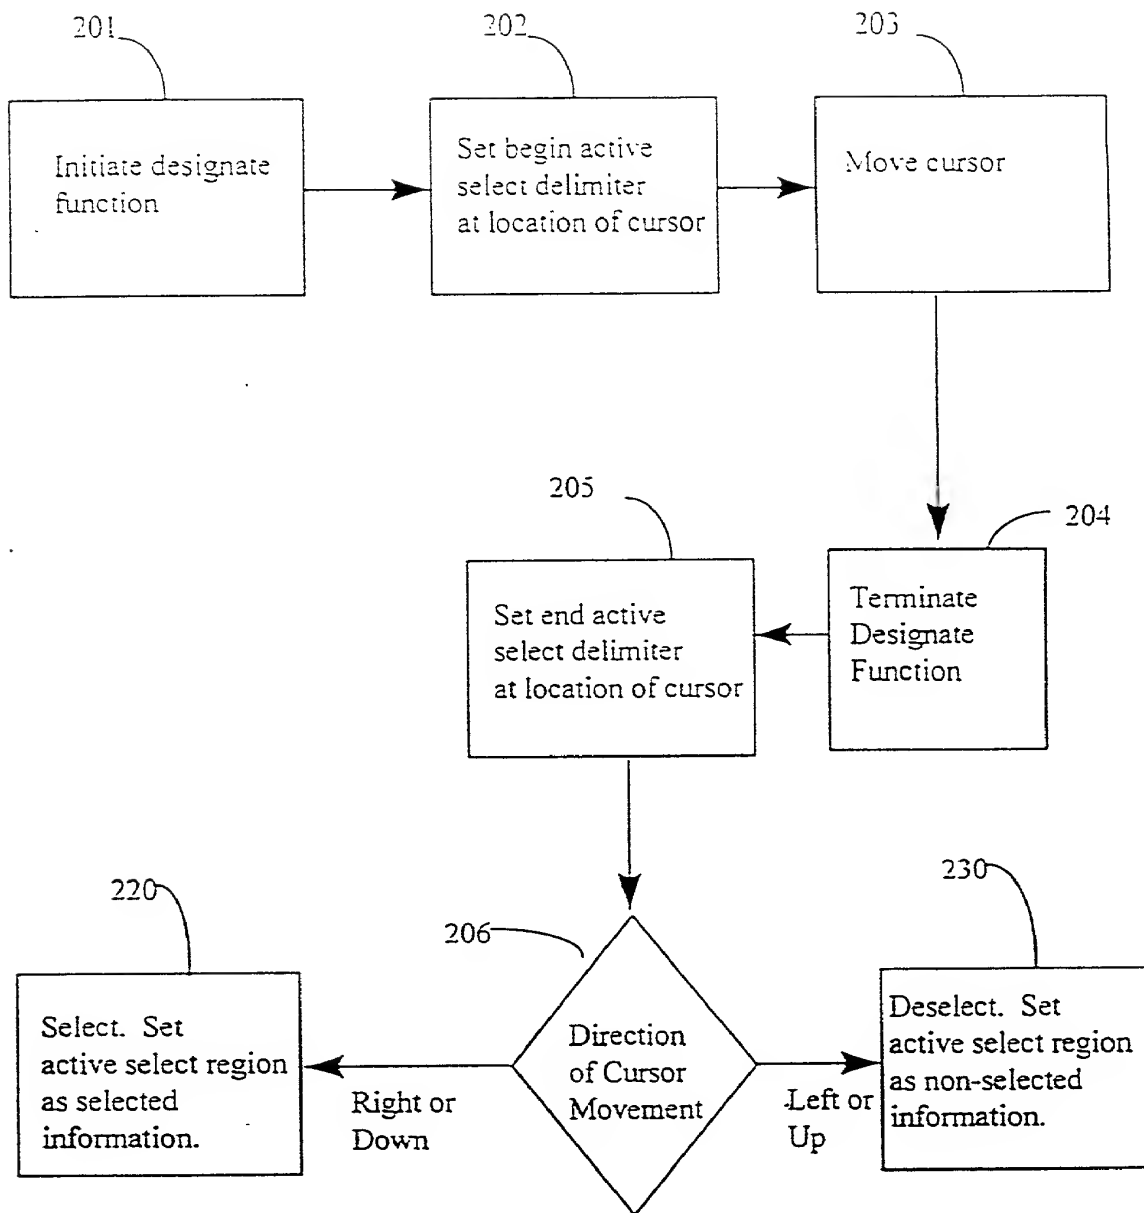 201
202
203
Initiate designate
function
Set begin active
select delimiter
at location of cursor
Move cursor
205
204
Set end active
select delimiter
at location of cursor
Terminate
Designate
Function
220
206
230
Select. Set
active select region
as selected
information.
Right or
Down
Direction
of Cursor
Movement
Left or
Up
Deselect. Set
active select region
as non-selected
information.